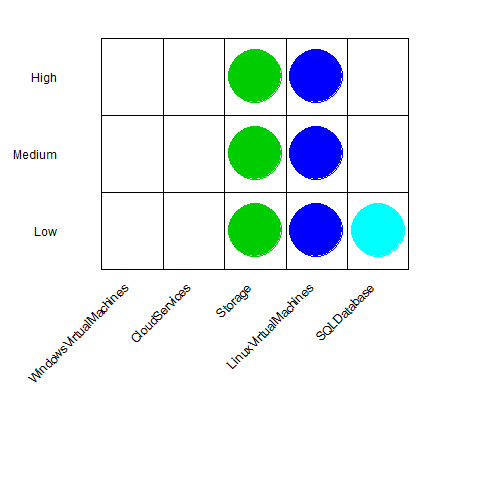 High
Medium
Low
WindowsVirtualMachines
CloudServices
Storage
LinuxVirtualMachines
SQLDatabase